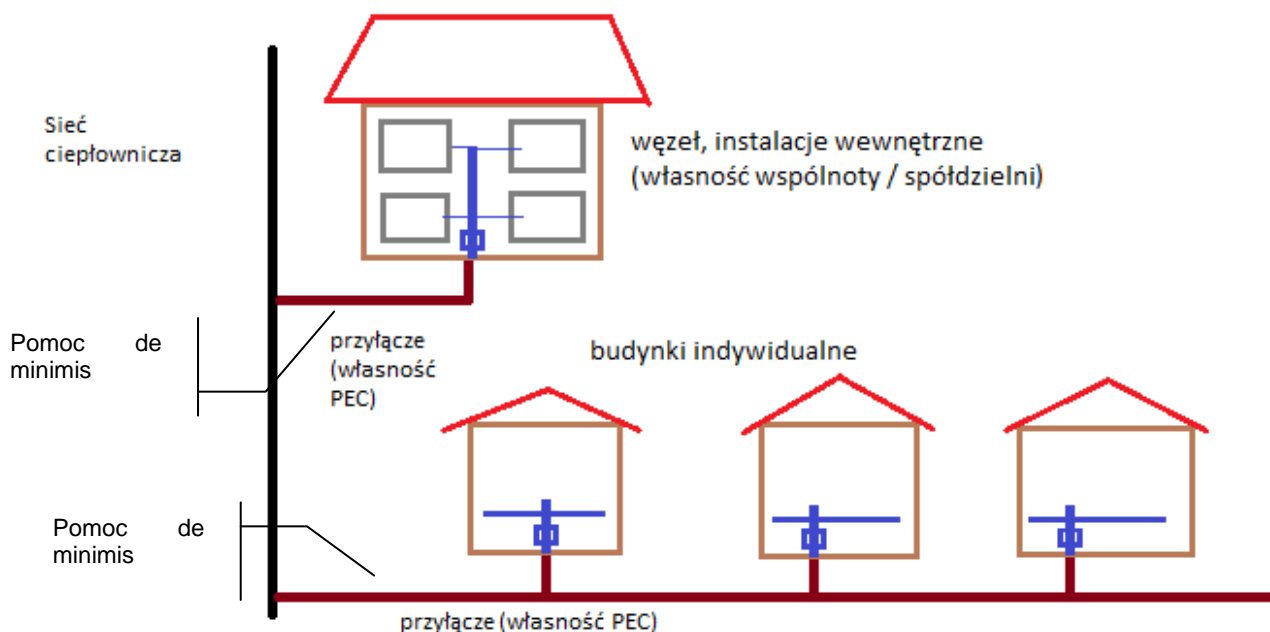 Sieć
ciepłownicza
węzeł, instalacje wewnętrzne
(własność wspólnoty / spółdzielni)
Pomoc de
minimis
przyłącze
(własność
PEC)
budynki indywidualne
Pomoc de
minimis
przyłącze (własność PEC)